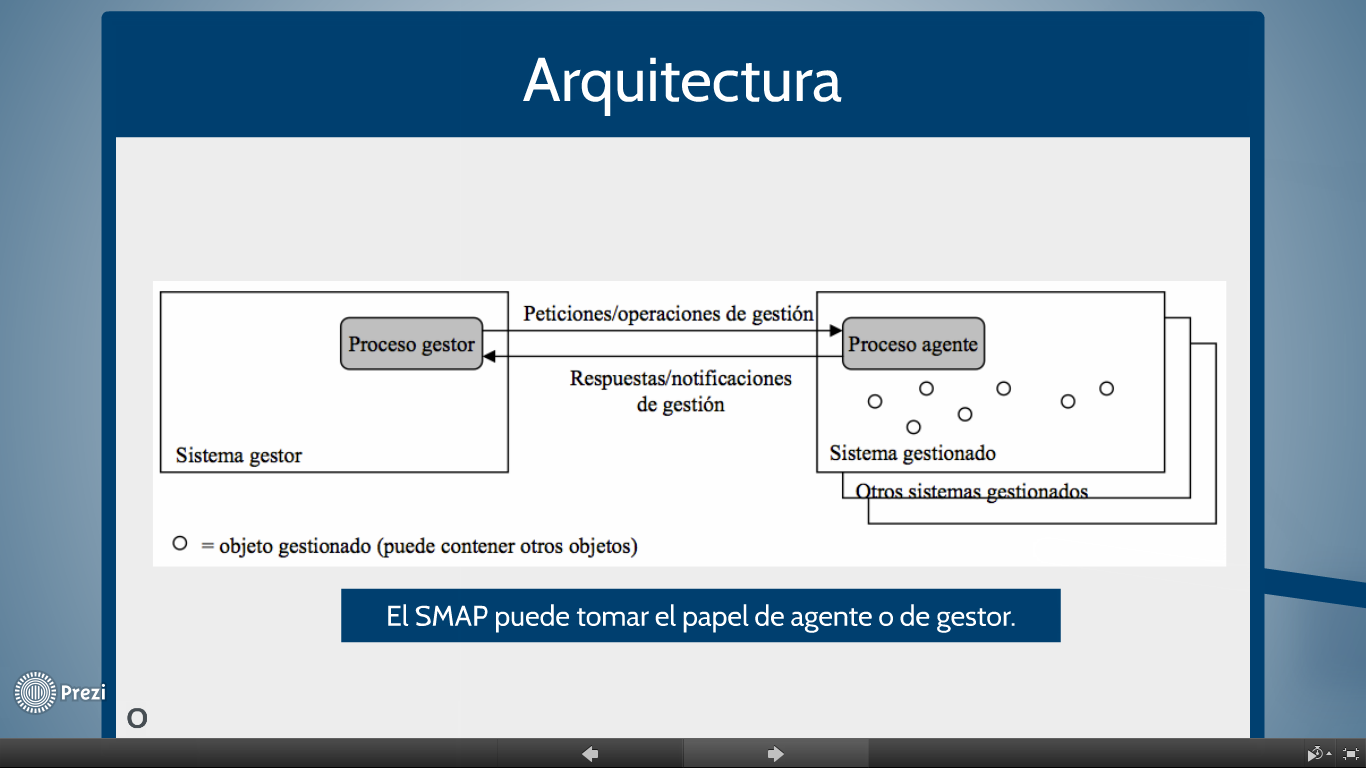 Arquitectura
Peticiones/operaciones de gestión
Proceso gestor
Proceso agente
Respuestas/notificaciones
de gestión
Sistema gestor
Sistema gestionado
Otros sistemas gestionados
= objeto gestionado (puede contener otros objetos)
El SMAP puede tomar el papel de agente o de gestor.
Prezi
o